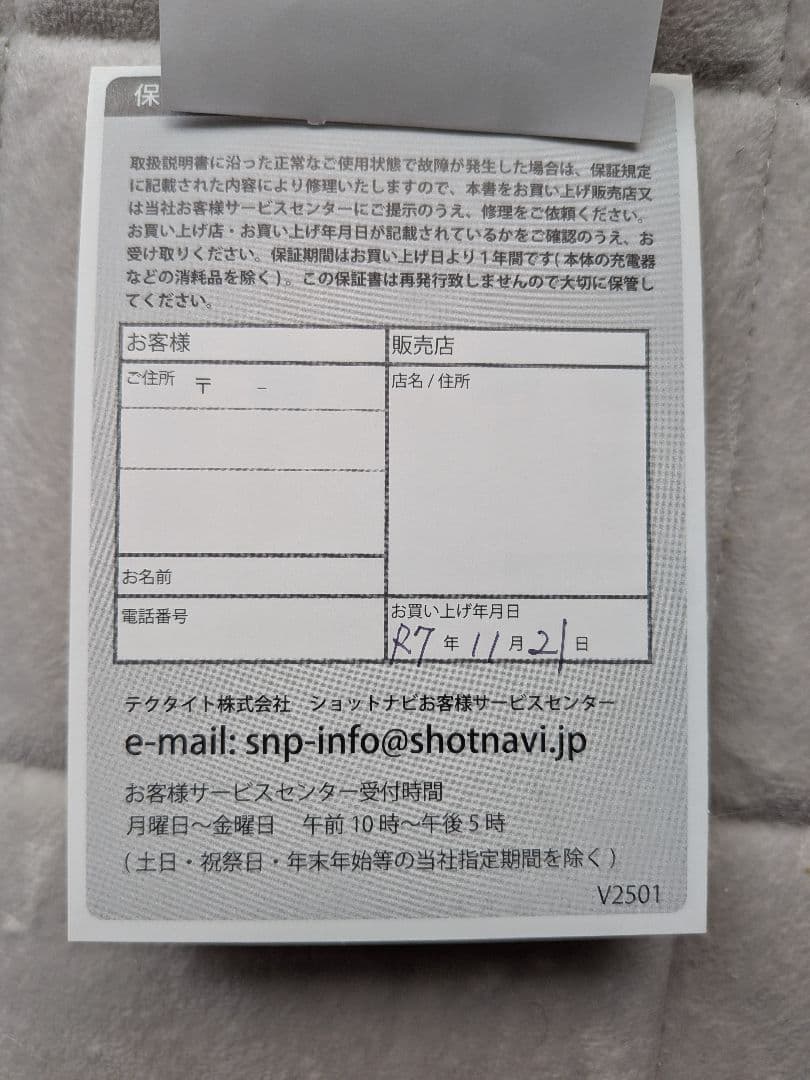 保
取扱説明書に沿った正常なご使用状態で故障が発生した場合は、保証規定
に記載された内容により修理いたしますので、本書をお買い上げ販売店又
は当社お客様サービスセンターにご提示のうえ、修理をご依頼ください。
お買い上げ店・お買い上げ年月日が記載されているかをご確認のうえ、お
受け取りください。保証期間はお買い上げ日より1年間です(本体の充電器
などの消耗品を除く)。この保証書は再発行致しませんので大切に保管し
てください。
お客様
販売店
ご住所 〒 －
店名 / 住所
お名前
電話番号
お買い上げ年月日
R7 年 11 月 21 日
テクタイト株式会社 ショットナビお客様サービスセンター
e-mail: snp-info@shotnavi.jp
お客様サービスセンター受付時間
月曜日～金曜日 午前10時～午後5時
(土日・祝祭日・年末年始等の当社指定期間を除く)
V2501